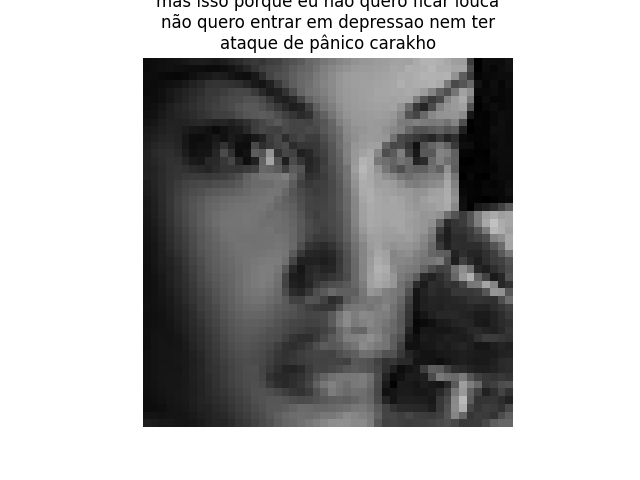 mas isso porque eu não quero ficar louca
não quero entrar em depressao nem ter
ataque de pânico carakho